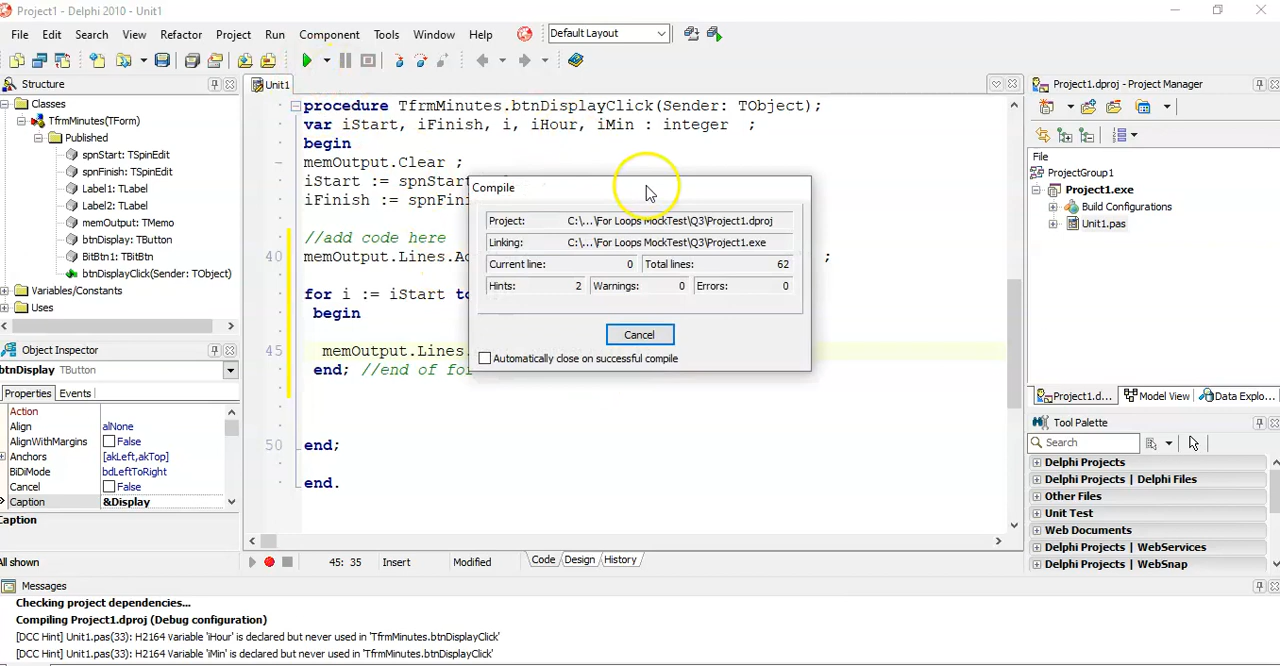 Project1 - Delphi 2010 - Unit1
File Edit Search View Refactor Project Run Component Tools Window Help Default Layout
Structure
Classes
TfrmMinutes(TForm)
Published
spnStart: TSpinEdit
spnFinish: TSpinEdit
Label1: TLabel
Label2: TLabel
memOutput: TMemo
btnDisplay: TButton
BitBtn1: TBitBtn
btnDisplayClick(Sender: TObject)
Variables/Constants
Uses
Object Inspector
btnDisplay TButton
Properties Events
Action
Align alNone
AlignWithMargins False
Anchors [akLeft,akTop]
BiDiMode bdLeftToRight
Cancel False
Caption &Display
Caption
All shown
Unit1
procedure TfrmMinutes.btnDisplayClick(Sender: TObject);
var iStart, iFinish, i, iHour, iMin : integer ;
begin
memOutput.Clear ;
iStart := spnStart
iFinish := spnFin
//add code here
40 memOutput.Lines.Ad ;
for i := iStart to
begin
45 memOutput.Lines.
end; //end of for
50 end;
end.
Compile
Project: C:\...\For Loops MockTest\Q3\Project1.dproj
Linking: C:\...\For Loops MockTest\Q3\Project1.exe
Current line: 0 Total lines: 62
Hints: 2 Warnings: 0 Errors: 0
Cancel
Automatically close on successful compile
45: 35 Insert Modified Code Design History
Project1.dproj - Project Manager
File
ProjectGroup1
Project1.exe
Build Configurations
Unit1.pas
Project1.d... Model View Data Explo...
Tool Palette
Search
Delphi Projects
Delphi Projects | Delphi Files
Other Files
Unit Test
Web Documents
Delphi Projects | WebServices
Delphi Projects | WebSnap
Messages
Checking project dependencies...
Compiling Project1.dproj (Debug configuration)
[DCC Hint] Unit1.pas(33): H2164 Variable 'iHour' is declared but never used in 'TfrmMinutes.btnDisplayClick'
[DCC Hint] Unit1.pas(33): H2164 Variable 'iMin' is declared but never used in 'TfrmMinutes.btnDisplayClick'